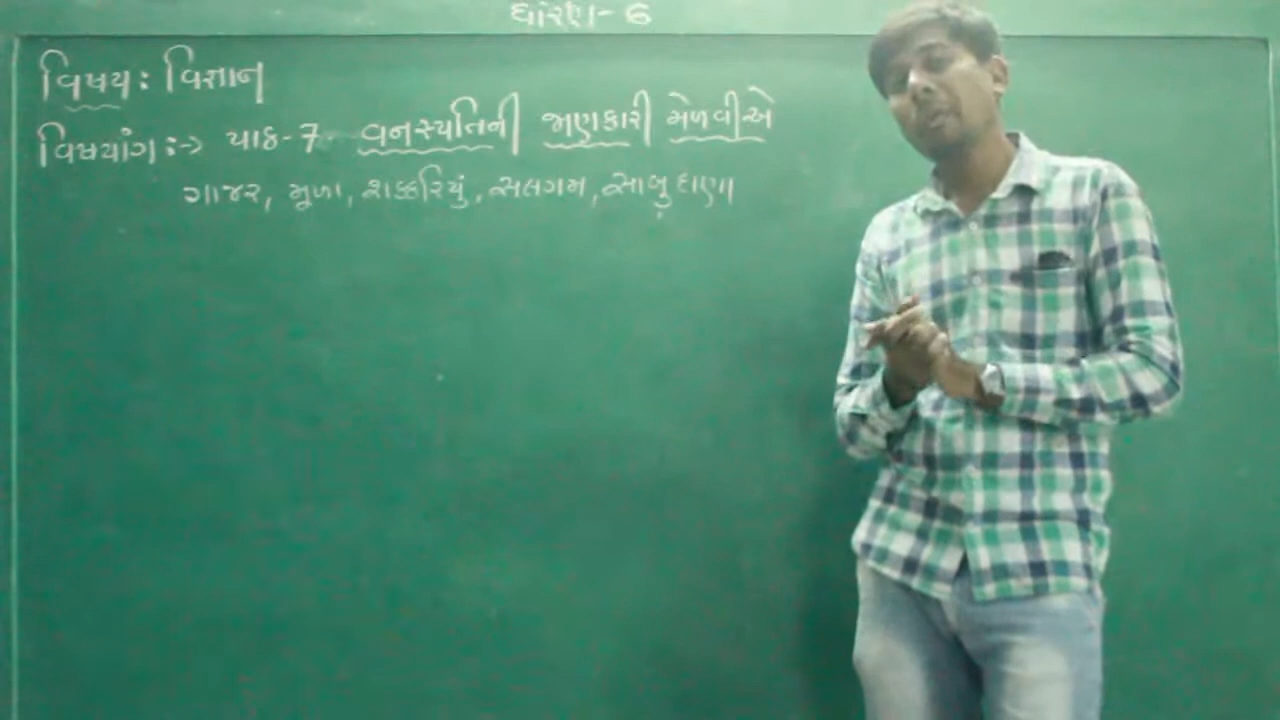 ધોરણ - 6
વિષય : વિજ્ઞાન
વિષયાંગ :-> પાઠ - 7 વનસ્પતિની જાણકારી મેળવીએ
ગાજર, મૂળા, શક્કરિયું, સલગમ, સાબુદાણા